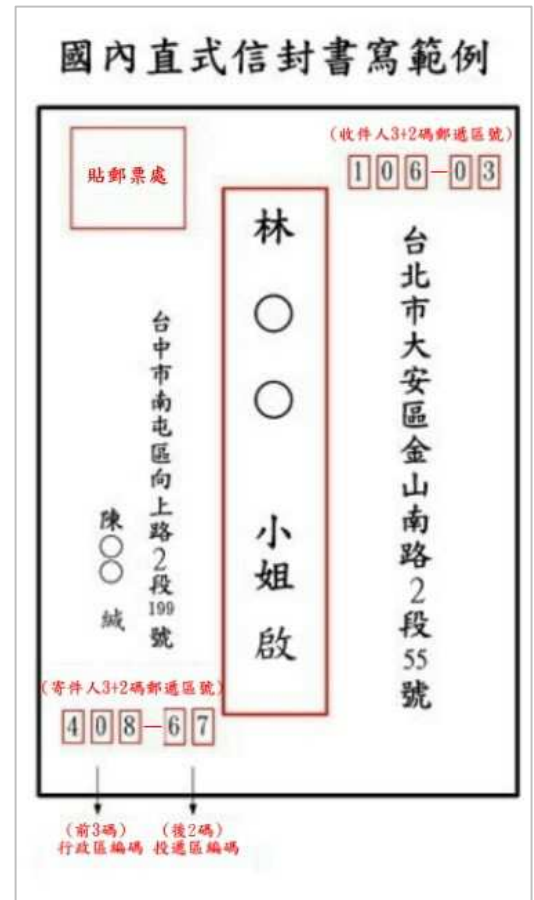 國內直式信封書寫範例
(收件人3+2碼郵遞區號)
106-03
台北市大安區金山南路2段55號
林○○ 小姐 啟
貼郵票處
台中市南屯區向上路2段199號
陳○○ 緘
(寄件人3+2碼郵遞區號)
408-67
(前3碼) (後2碼)
行政區編碼 投遞區編碼